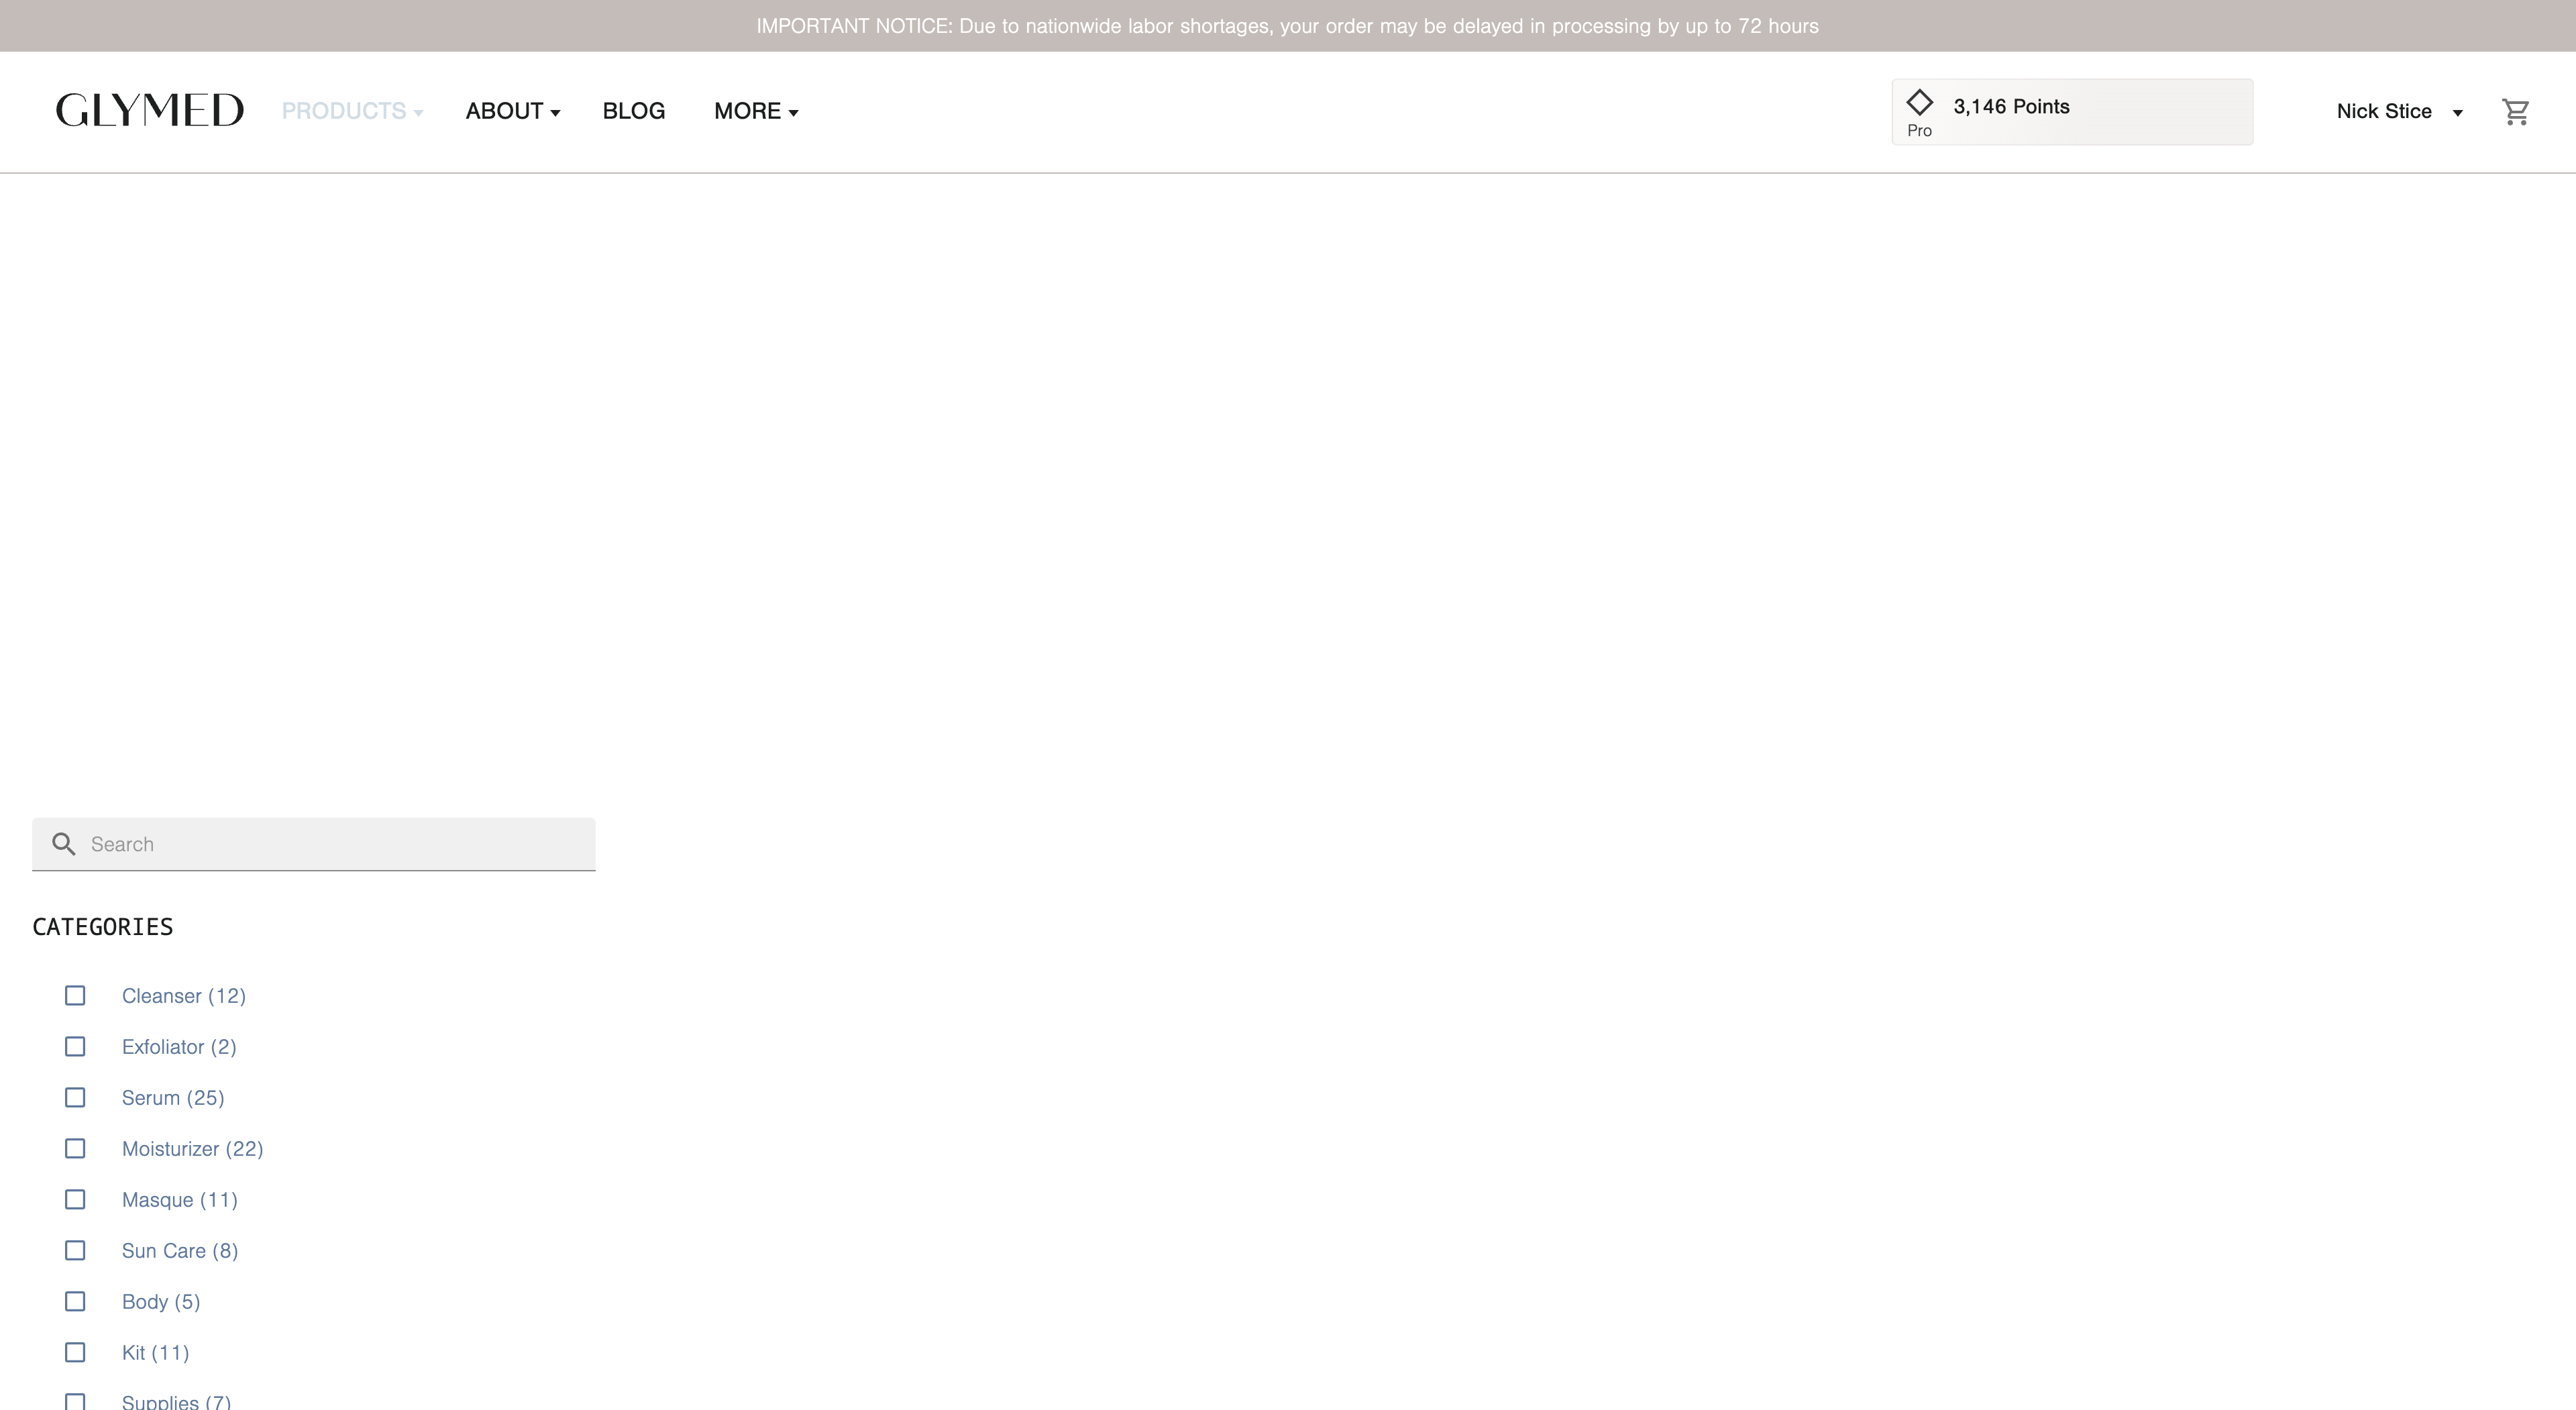 IMPORTANT NOTICE: Due to nationwide labor shortages, your order may be delayed in processing by up to 72 hours
GLYMED
PRODUCTS
ABOUT
BLOG
MORE
3,146 Points
Pro
Nick Stice
Search
CATEGORIES
Cleanser (12)
Exfoliator (2)
Serum (25)
Moisturizer (22)
Masque (11)
Sun Care (8)
Body (5)
Kit (11)
Supplies (7)